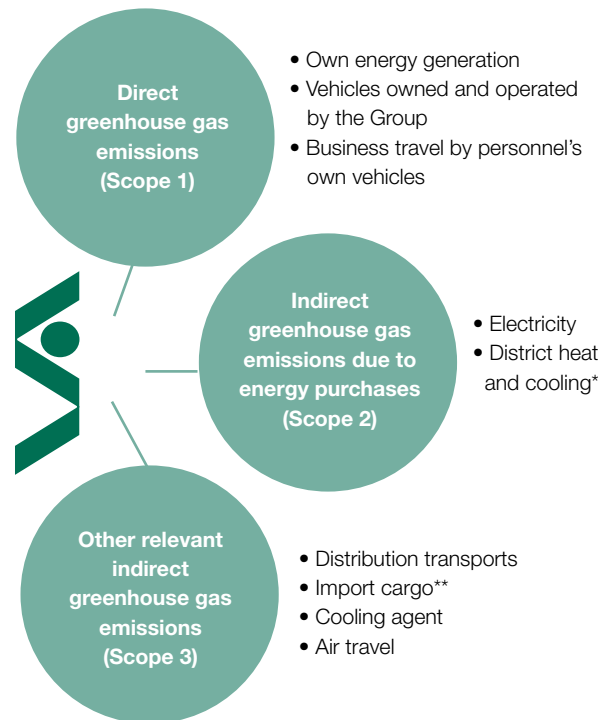 Direct
greenhouse gas
emissions
(Scope 1)
• Own energy generation
• Vehicles owned and operated
by the Group
• Business travel by personnel’s
own vehicles
Indirect
greenhouse gas
emissions due to
energy purchases
(Scope 2)
• Electricity
• District heat
and cooling*
Other relevant
indirect
greenhouse gas
emissions
(Scope 3)
• Distribution transports
• Import cargo**
• Cooling agent
• Air travel